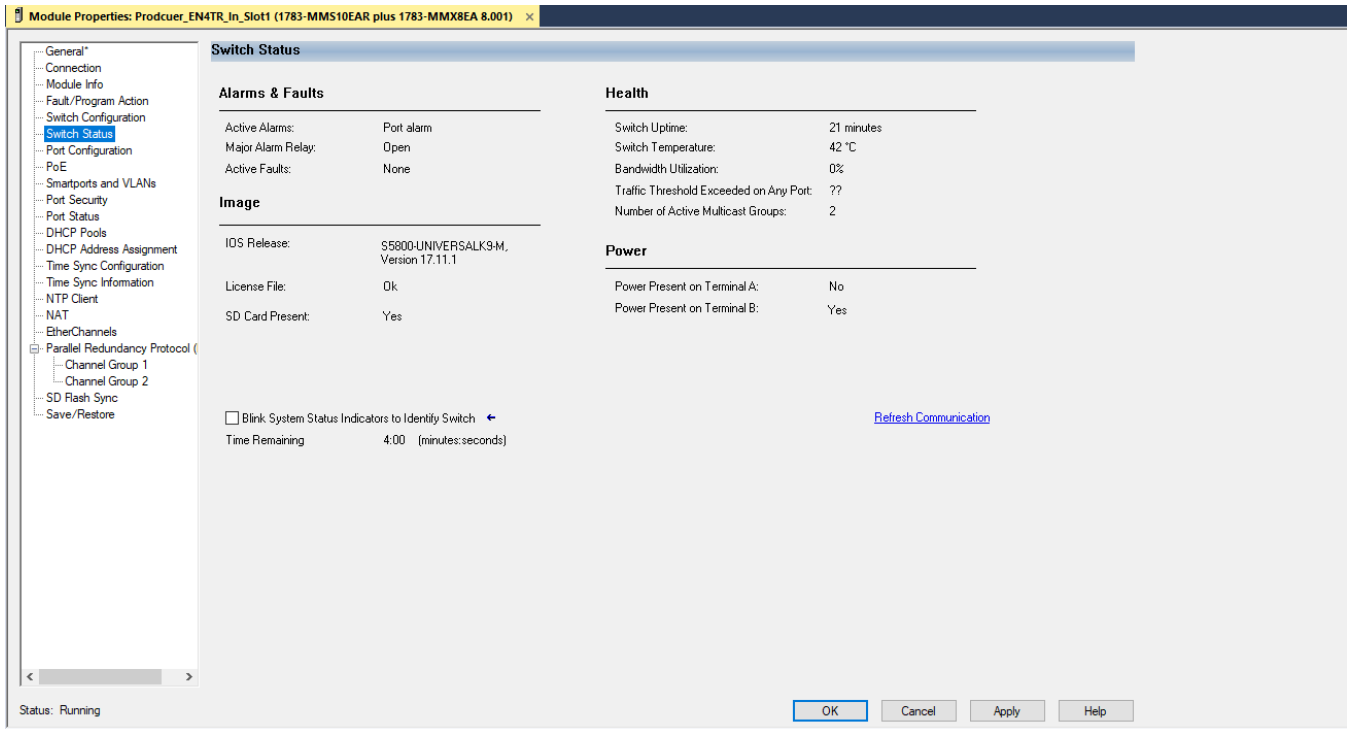 Module Properties: Prodcuer_EN4TR_In_Slot1 (1783-MMS10EAR plus 1783-MMX8EA 8.001) ×
General*
Connection
Module Info
Fault/Program Action
Switch Configuration
Switch Status
Port Configuration
PoE
Smartports and VLANs
Port Security
Port Status
DHCP Pools
DHCP Address Assignment
Time Sync Configuration
Time Sync Information
NTP Client
NAT
EtherChannels
Parallel Redundancy Protocol (
Channel Group 1
Channel Group 2
SD Flash Sync
Save/Restore
Switch Status
Alarms & Faults
Active Alarms: Port alarm
Major Alarm Relay: Open
Active Faults: None
Image
IOS Release: S5800-UNIVERSALK9-M,
Version 17.11.1
License File: Ok
SD Card Present: Yes
Health
Switch Uptime: 21 minutes
Switch Temperature: 42 °C
Bandwidth Utilization: 0%
Traffic Threshold Exceeded on Any Port: ??
Number of Active Multicast Groups: 2
Power
Power Present on Terminal A: No
Power Present on Terminal B: Yes
Blink System Status Indicators to Identify Switch ←
Time Remaining 4:00 (minutes:seconds)
Refresh Communication
Status: Running
OK Cancel Apply Help